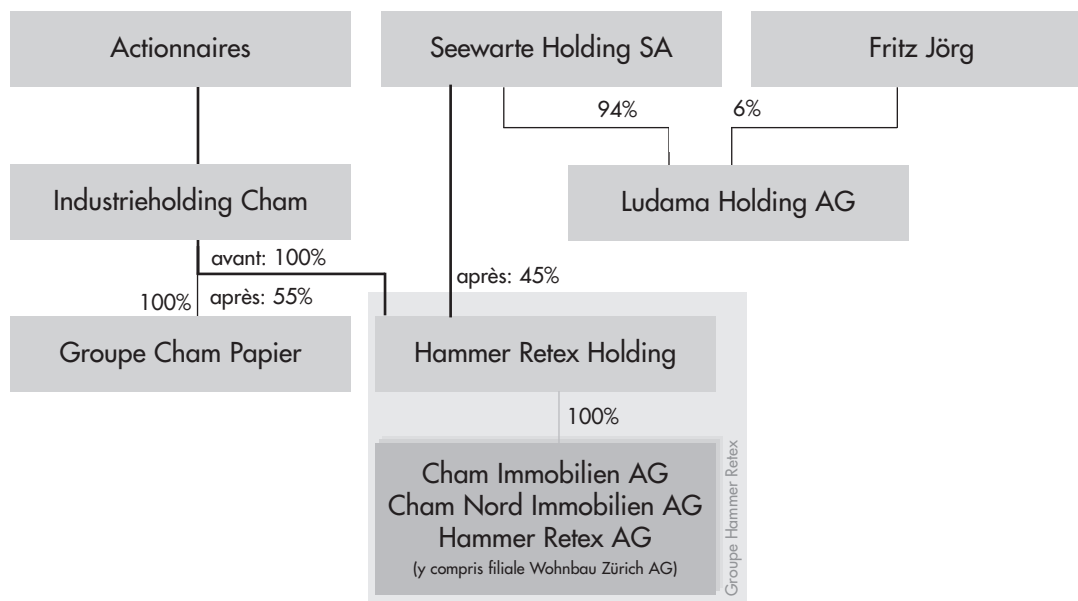 Actionnaires
Seewarte Holding SA
Fritz Jörg
94%
6%
Industrieholding Cham
Ludama Holding AG
avant: 100%
après: 45%
100%
après: 55%
Groupe Cham Papier
Hammer Retex Holding
100%
Cham Immobilien AG
Cham Nord Immobilien AG
Hammer Retex AG
(y compris filiale Wohnbau Zürich AG)
Groupe Hammer Retex